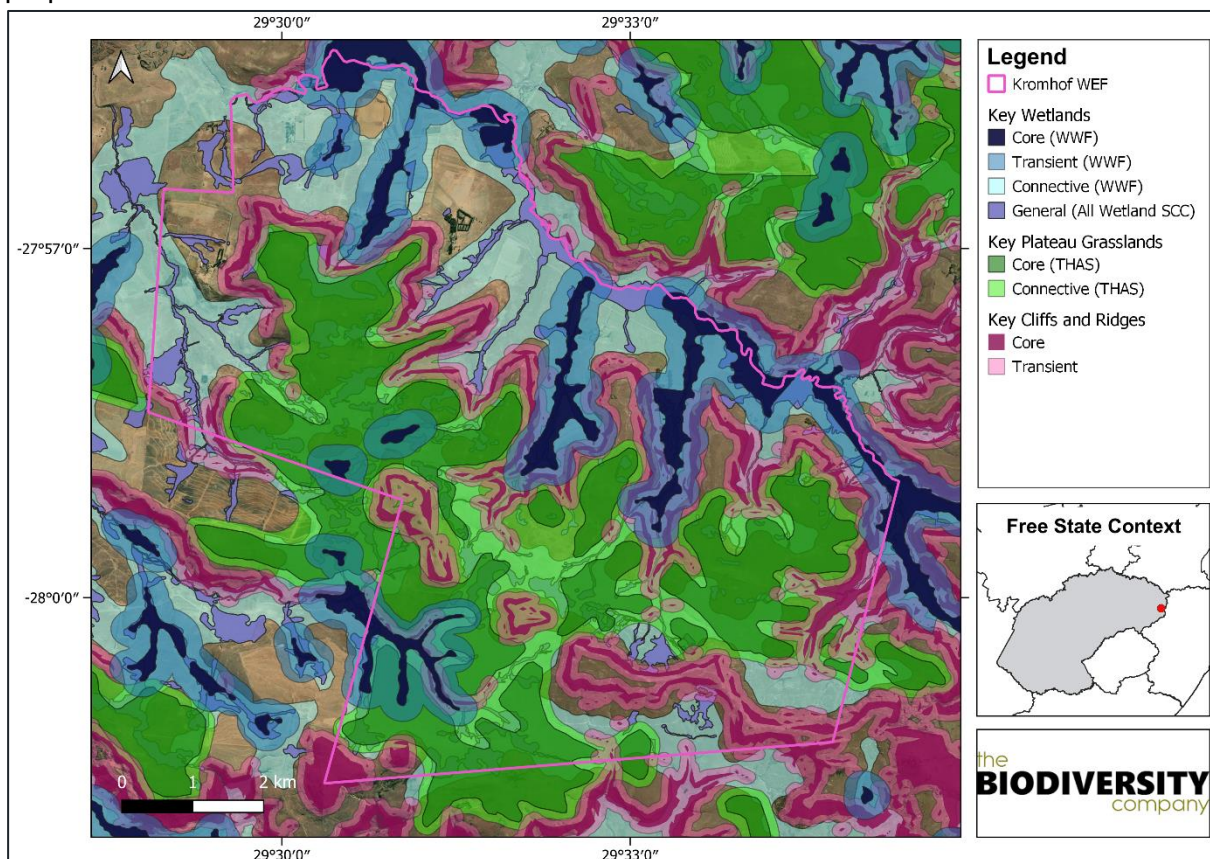 29°30′0″
29°33′0″
-27°57′0″
-28°0′0″
0 1 2 km
29°30′0″
29°33′0″
Legend
Kromhof WEF
Key Wetlands
Core (WWF)
Transient (WWF)
Connective (WWF)
General (All Wetland SCC)
Key Plateau Grasslands
Core (THAS)
Connective (THAS)
Key Cliffs and Ridges
Core
Transient
Free State Context
the
BIODIVERSITY
company